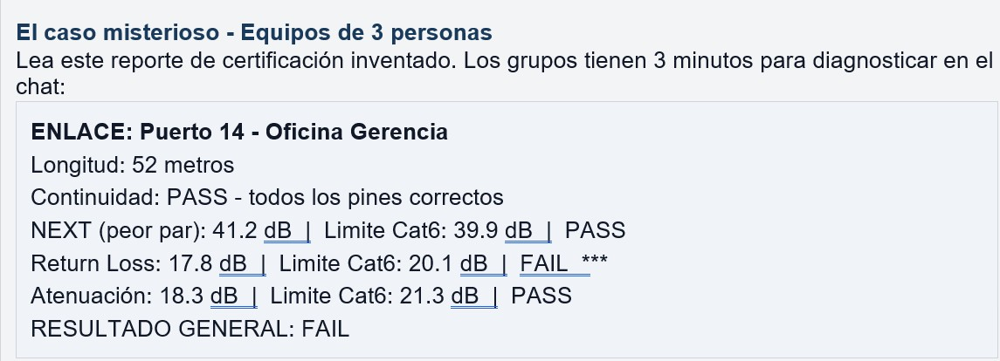 El caso misterioso - Equipos de 3 personas
Lea este reporte de certificación inventado. Los grupos tienen 3 minutos para diagnosticar en el
chat:
ENLACE: Puerto 14 - Oficina Gerencia
Longitud: 52 metros
Continuidad: PASS - todos los pines correctos
NEXT (peor par): 41.2 dB | Limite Cat6: 39.9 dB | PASS
Return Loss: 17.8 dB | Limite Cat6: 20.1 dB | FAIL ***
Atenuación: 18.3 dB | Limite Cat6: 21.3 dB | PASS
RESULTADO GENERAL: FAIL